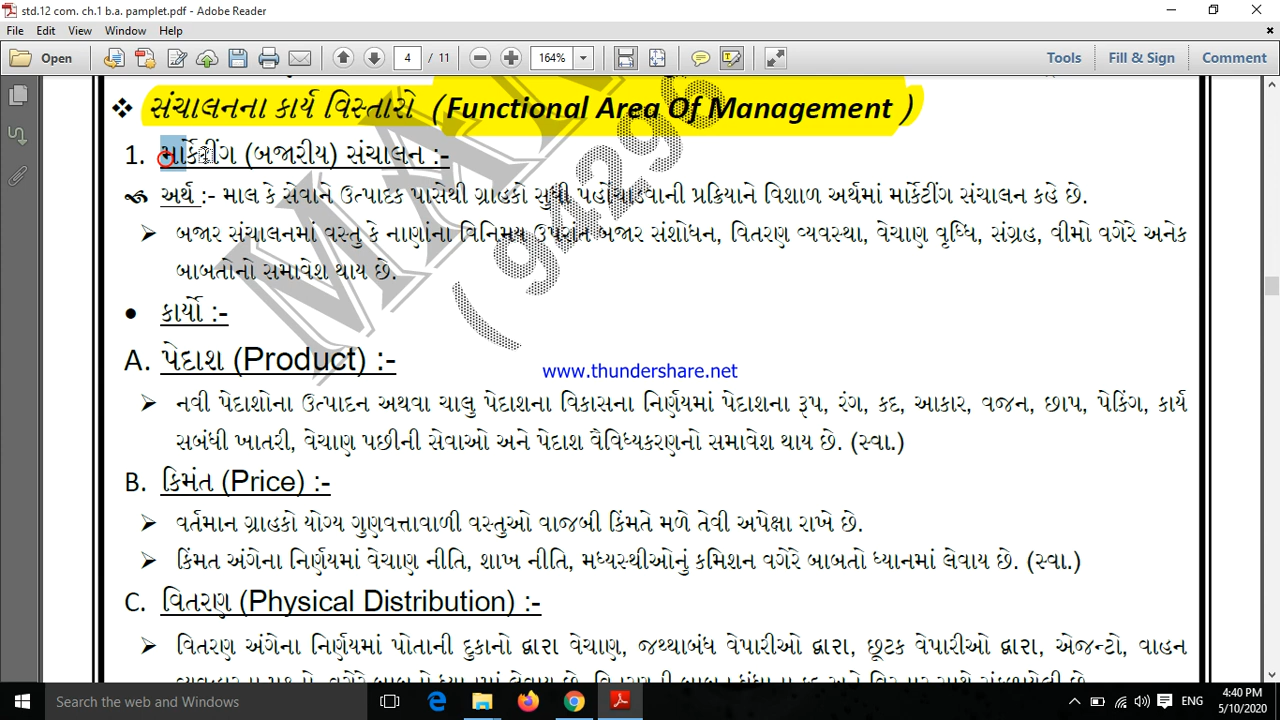 std.12 com. ch.1 b.a. pamplet.pdf - Adobe Reader
File Edit View Window Help
Open 4 / 11 164% Tools Fill & Sign Comment
❖ સંચાલનના કાર્ય વિસ્તારો (Functional Area Of Management )
1. માર્કેટીંગ (બજારીય) સંચાલન :-
અર્થ :- માલ કે સેવાને ઉત્પાદક પાસેથી ગ્રાહકો સુધી પહોંચાડવાની પ્રક્રિયાને વિશાળ અર્થમાં માર્કેટીંગ સંચાલન કહે છે.
➢ બજાર સંચાલનમાં વસ્તુ કે નાણાંના વિનિમય ઉપરાંત બજાર સંશોધન, વિતરણ વ્યવસ્થા, વેચાણ વૃધ્ધિ, સંગ્રહ, વીમો વગેરે અનેક
બાબતોનો સમાવેશ થાય છે.
• કાર્યો :-
A. પેદાશ (Product) :-
www.thundershare.net
➢ નવી પેદાશોના ઉત્પાદન અથવા ચાલુ પેદાશના વિકાસના નિર્ણયમાં પેદાશના રૂપ, રંગ, કદ, આકાર, વજન, છાપ, પેકિંગ, કાર્ય
સબંધી ખાતરી, વેચાણ પછીની સેવાઓ અને પેદાશ વૈવિધ્યકરણનો સમાવેશ થાય છે. (સ્વા.)
B. કિમંત (Price) :-
➢ વર્તમાન ગ્રાહકો યોગ્ય ગુણવત્તાવાળી વસ્તુઓ વાજબી કિંમતે મળે તેવી અપેક્ષા રાખે છે.
➢ કિંમત અંગેના નિર્ણયમાં વેચાણ નીતિ, શાખ નીતિ, મધ્યસ્થીઓનું કમિશન વગેરે બાબતો ધ્યાનમાં લેવાય છે. (સ્વા.)
C. વિતરણ (Physical Distribution) :-
➢ વિતરણ અંગેના નિર્ણયમાં પોતાની દુકાનો દ્વારા વેચાણ, જથ્થાબંધ વેપારીઓ દ્વારા, છૂટક વેપારીઓ દ્વારા, એજન્ટો, વાહન
Search the web and Windows
ENG
4:40 PM
5/10/2020